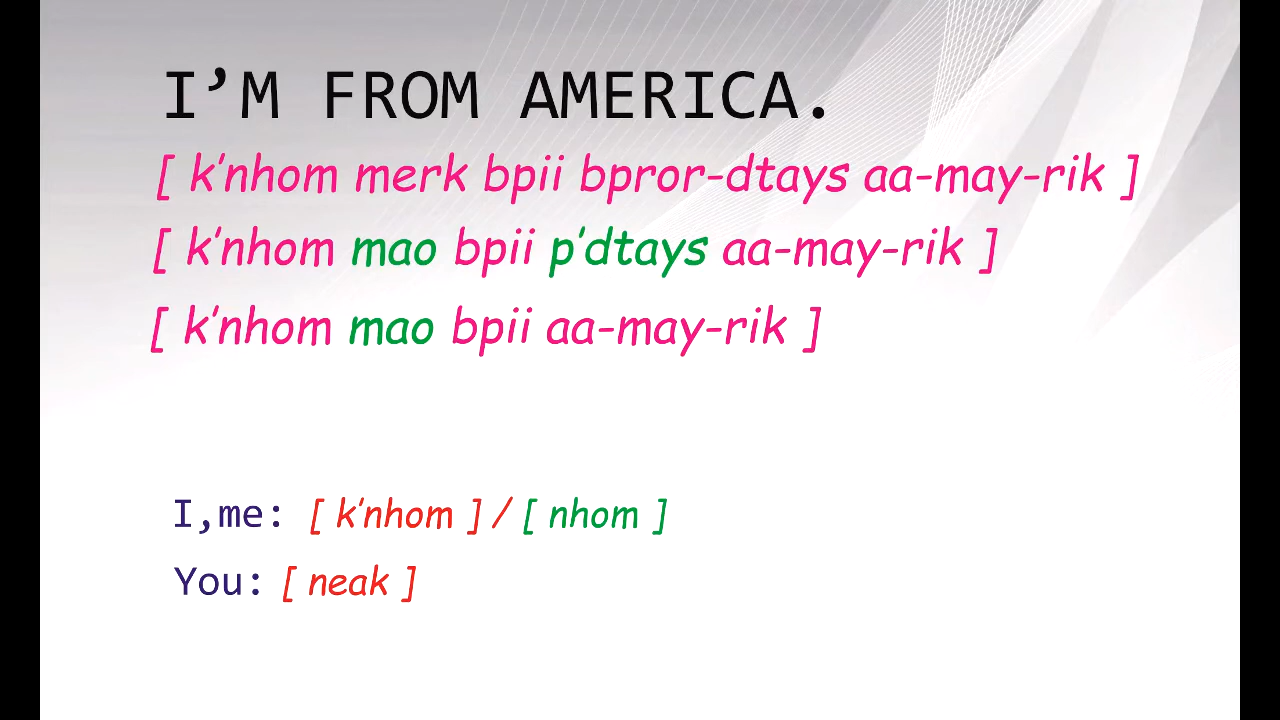 I’M FROM AMERICA.
[ k’nhom merk bpii bpror-dtays aa-may-rik ]
[ k’nhom mao bpii p’dtays aa-may-rik ]
[ k’nhom mao bpii aa-may-rik ]
I,me: [ k’nhom ] / [ nhom ]
You: [ neak ]